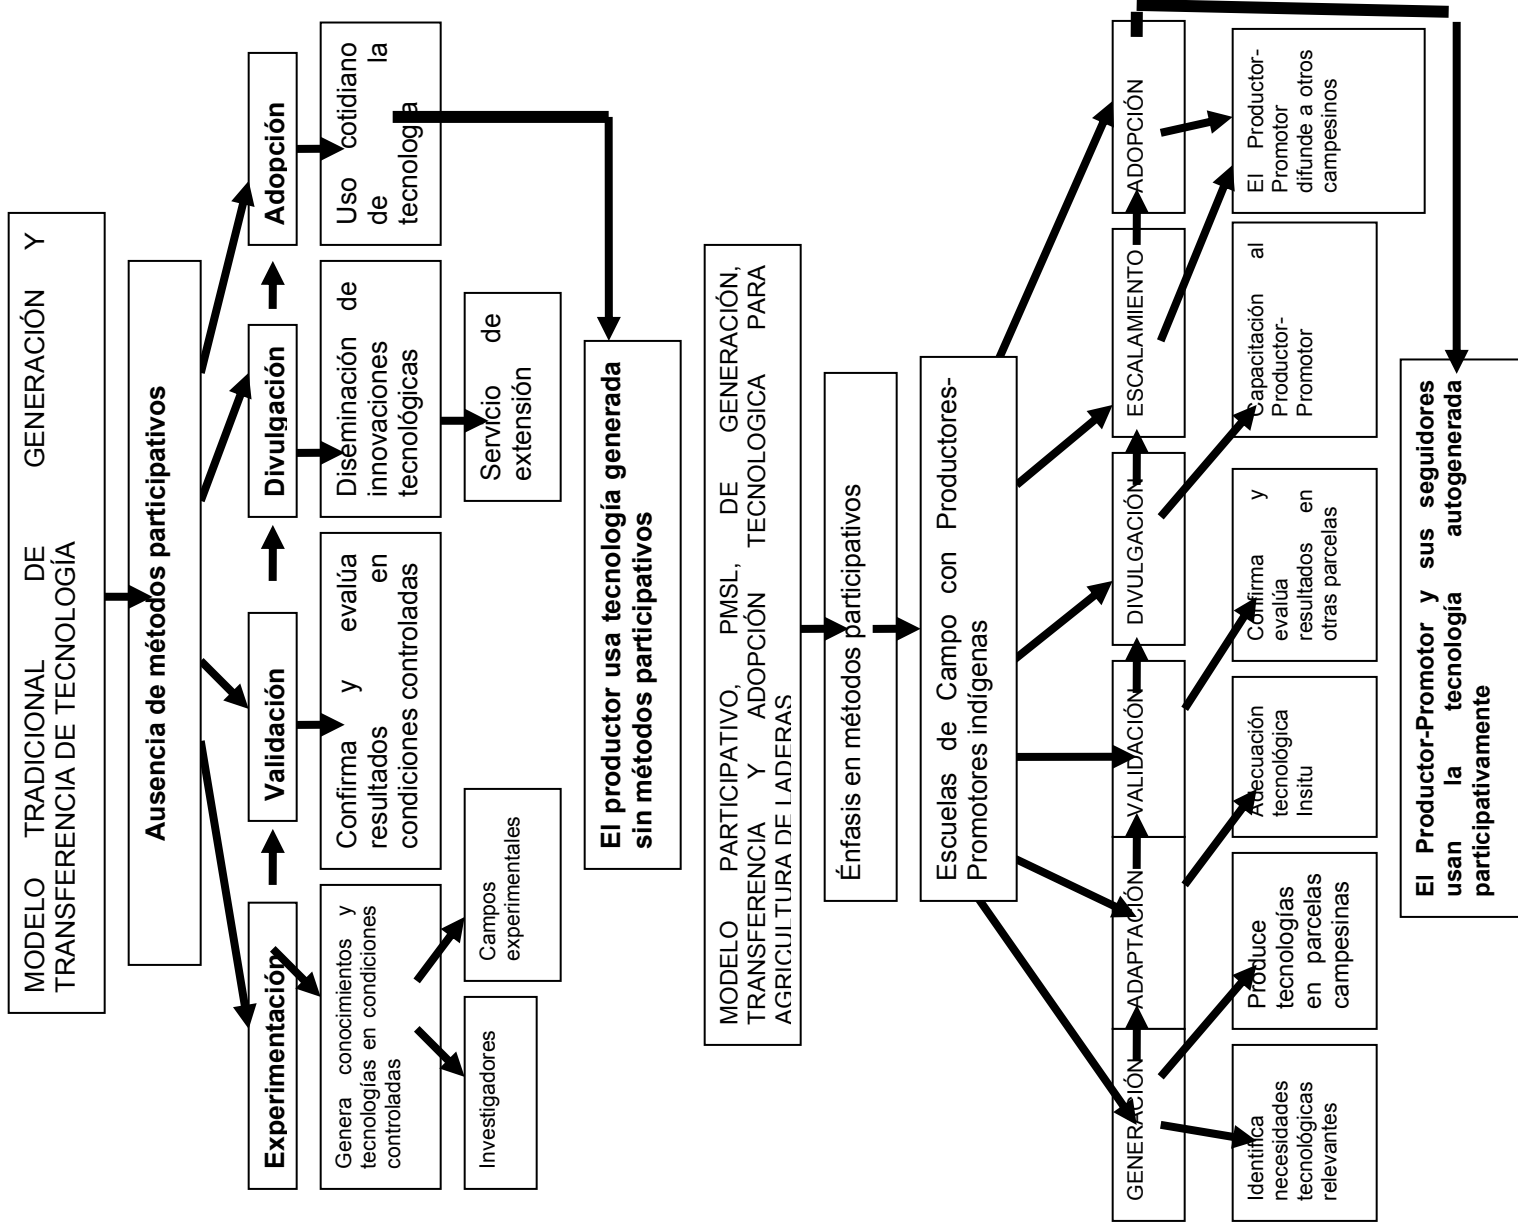 MODELO TRADICIONAL DE GENERACIÓN Y
TRANSFERENCIA DE TECNOLOGÍA
Ausencia de métodos participativos
Experimentación
Validación
Divulgación
Adopción
Genera conocimientos y
tecnologías en condiciones
controladas
Confirma y evalúa
resultados en
condiciones controladas
Diseminación de
innovaciones
tecnológicas
Uso cotidiano
de la
tecnología
Investigadores
Campos
experimentales
Servicio de
extensión
El productor usa tecnología generada
sin métodos participativos
MODELO PARTICIPATIVO, PMSL, DE GENERACIÓN,
TRANSFERENCIA Y ADOPCIÓN TECNOLOGICA PARA
AGRICULTURA DE LADERAS
Énfasis en métodos participativos
Escuelas de Campo con Productores-
Promotores indígenas
GENERACIÓN
ADAPTACIÓN
VALIDACIÓN
DIVULGACIÓN
ESCALAMIENTO
ADOPCIÓN
Identifica
necesidades
tecnológicas
relevantes
Produce
tecnologías
en parcelas
campesinas
Adecuación
tecnológica
Insitu
Confirma y
evalúa
resultados en
otras parcelas
Capacitación al
Productor-
Promotor
El Productor-
Promotor
difunde a otros
campesinos
El Productor-Promotor y sus seguidores
usan la tecnología autogenerada
participativamente